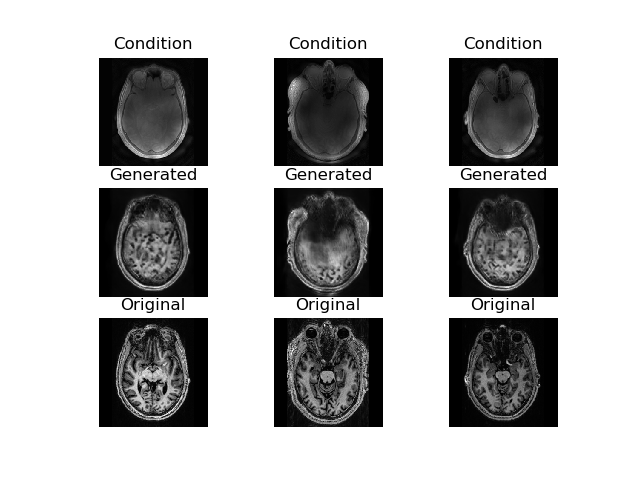 Condition Condition Condition
Generated Generated Generated
Original Original Original